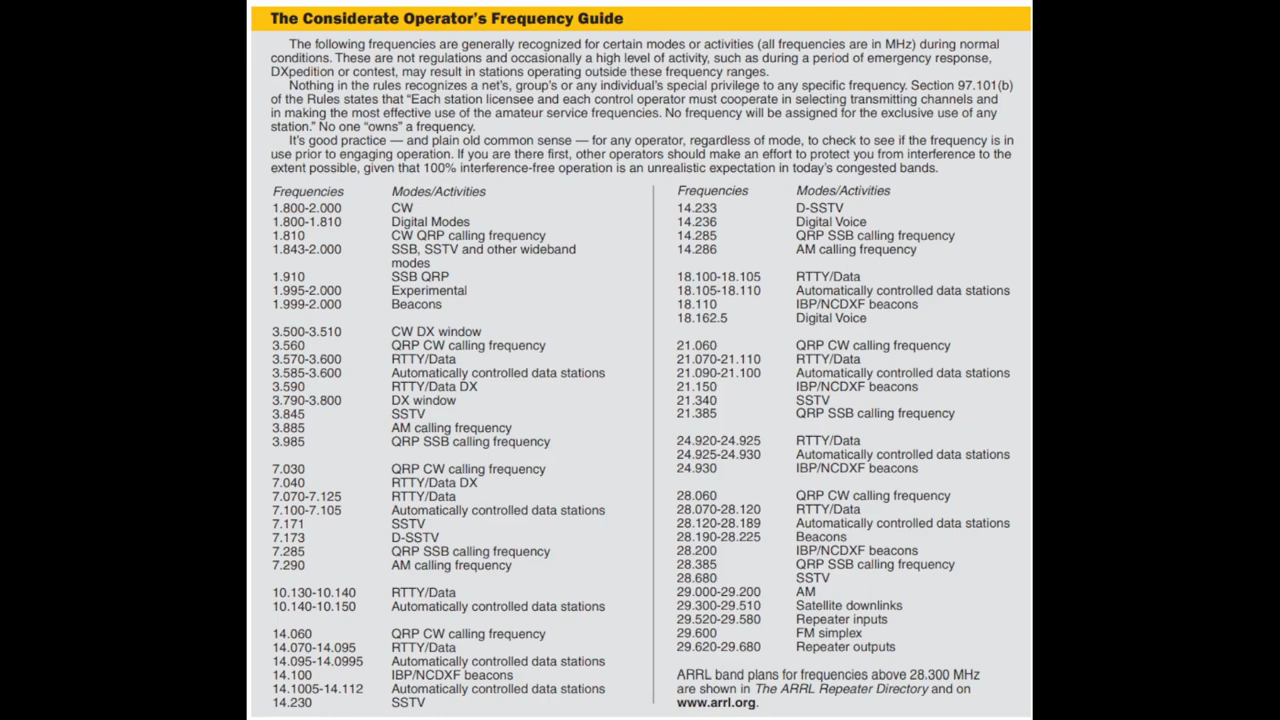 The Considerate Operator's Frequency Guide
The following frequencies are generally recognized for certain modes or activities (all frequencies are in MHz) during normal
conditions. These are not regulations and occasionally a high level of activity, such as during a period of emergency response,
DXpedition or contest, may result in stations operating outside these frequency ranges.
Nothing in the rules recognizes a net's, group's or any individual's special privilege to any specific frequency. Section 97.101(b)
of the Rules states that "Each station licensee and each control operator must cooperate in selecting transmitting channels and
in making the most effective use of the amateur service frequencies. No frequency will be assigned for the exclusive use of any
station." No one "owns" a frequency.
It's good practice — and plain old common sense — for any operator, regardless of mode, to check to see if the frequency is in
use prior to engaging operation. If you are there first, other operators should make an effort to protect you from interference to the
extent possible, given that 100% interference-free operation is an unrealistic expectation in today's congested bands.
Frequencies Modes/Activities
1.800-2.000 CW
1.800-1.810 Digital Modes
1.810 CW QRP calling frequency
1.843-2.000 SSB, SSTV and other wideband
modes
1.910 SSB QRP
1.995-2.000 Experimental
1.999-2.000 Beacons
3.500-3.510 CW DX window
3.560 QRP CW calling frequency
3.570-3.600 RTTY/Data
3.585-3.600 Automatically controlled data stations
3.590 RTTY/Data DX
3.790-3.800 DX window
3.845 SSTV
3.885 AM calling frequency
3.985 QRP SSB calling frequency
7.030 QRP CW calling frequency
7.040 RTTY/Data DX
7.070-7.125 RTTY/Data
7.100-7.105 Automatically controlled data stations
7.171 SSTV
7.173 D-SSTV
7.285 QRP SSB calling frequency
7.290 AM calling frequency
10.130-10.140 RTTY/Data
10.140-10.150 Automatically controlled data stations
14.060 QRP CW calling frequency
14.070-14.095 RTTY/Data
14.095-14.0995 Automatically controlled data stations
14.100 IBP/NCDXF beacons
14.1005-14.112 Automatically controlled data stations
14.230 SSTV
Frequencies Modes/Activities
14.233 D-SSTV
14.236 Digital Voice
14.285 QRP SSB calling frequency
14.286 AM calling frequency
18.100-18.105 RTTY/Data
18.105-18.110 Automatically controlled data stations
18.110 IBP/NCDXF beacons
18.162.5 Digital Voice
21.060 QRP CW calling frequency
21.070-21.110 RTTY/Data
21.090-21.100 Automatically controlled data stations
21.150 IBP/NCDXF beacons
21.340 SSTV
21.385 QRP SSB calling frequency
24.920-24.925 RTTY/Data
24.925-24.930 Automatically controlled data stations
24.930 IBP/NCDXF beacons
28.060 QRP CW calling frequency
28.070-28.120 RTTY/Data
28.120-28.189 Automatically controlled data stations
28.190-28.225 Beacons
28.200 IBP/NCDXF beacons
28.385 QRP SSB calling frequency
28.680 SSTV
29.000-29.200 AM
29.300-29.510 Satellite downlinks
29.520-29.580 Repeater inputs
29.600 FM simplex
29.620-29.680 Repeater outputs
ARRL band plans for frequencies above 28.300 MHz
are shown in The ARRL Repeater Directory and on
www.arrl.org.